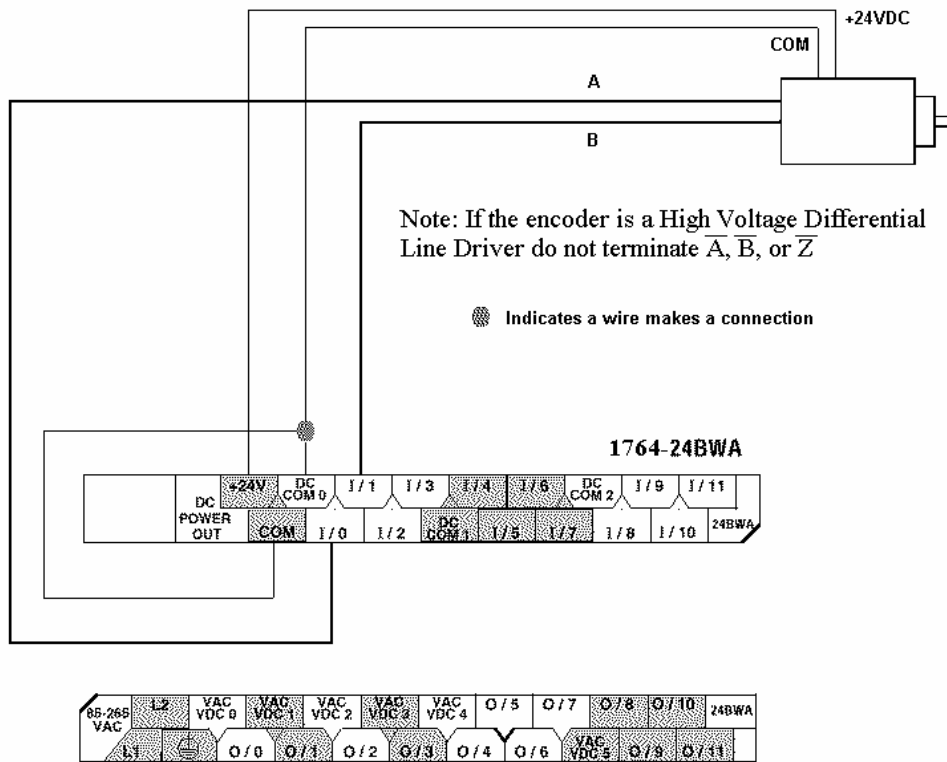 +24VDC
COM
A
B
Note: If the encoder is a High Voltage Differential
Line Driver do not terminate A̅, B̅, or Z̅
Indicates a wire makes a connection
1764-24BWA
+24V DC COM 0 I/1 I/3 I/4 I/6 DC COM 2 I/9 I/11
DC POWER OUT COM I/0 I/2 DC COM 1 I/5 I/7 I/8 I/10 24BWA
85-265 VAC L2 VAC VDC 0 VAC VDC 1 VAC VDC 2 VAC VDC 3 VAC VDC 4 O/5 O/7 O/8 O/10 24BWA
L1 O/0 O/1 O/2 O/3 O/4 O/6 VAC VDC 5 O/9 O/11